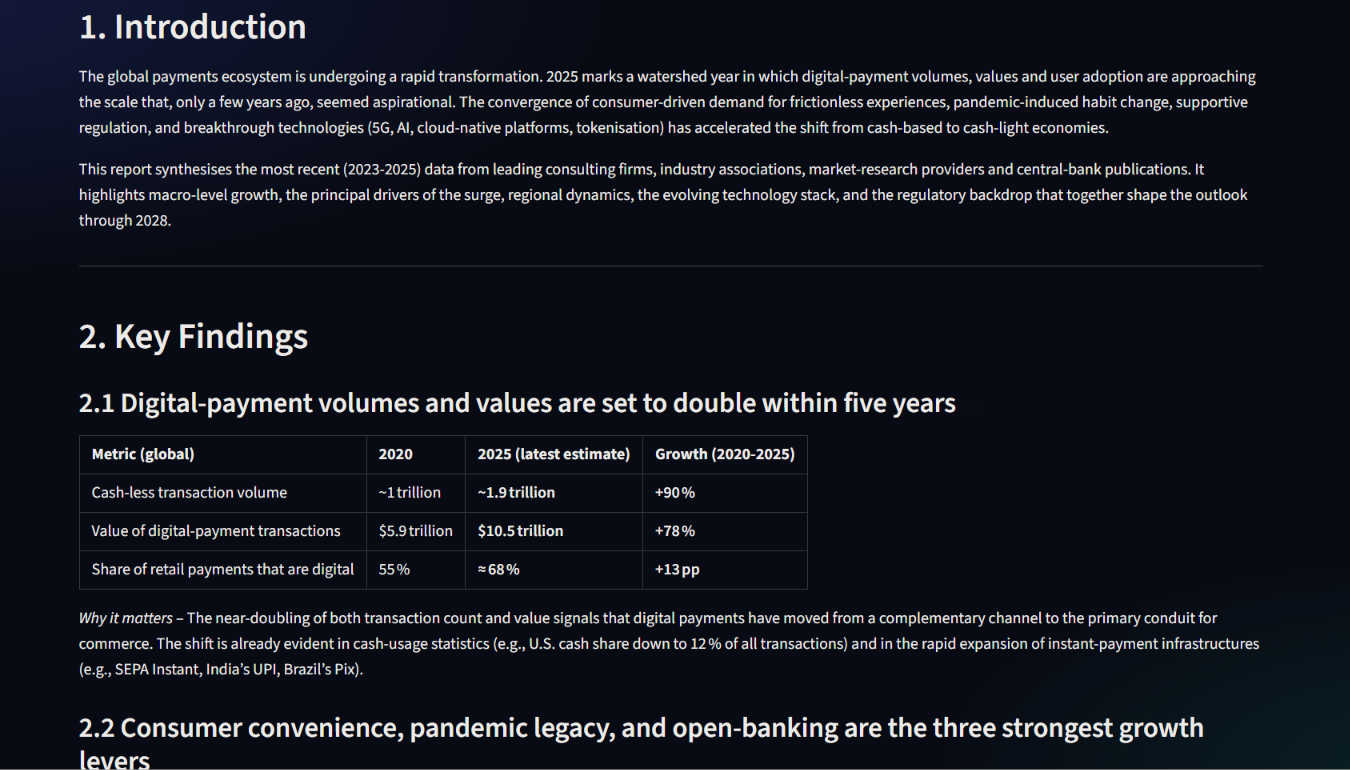 1. Introduction
The global payments ecosystem is undergoing a rapid transformation. 2025 marks a watershed year in which digital-payment volumes, values and user adoption are approaching
the scale that, only a few years ago, seemed aspirational. The convergence of consumer-driven demand for frictionless experiences, pandemic-induced habit change, supportive
regulation, and breakthrough technologies (5G, AI, cloud-native platforms, tokenisation) has accelerated the shift from cash-based to cash-light economies.
This report synthesises the most recent (2023-2025) data from leading consulting firms, industry associations, market-research providers and central-bank publications. It
highlights macro-level growth, the principal drivers of the surge, regional dynamics, the evolving technology stack, and the regulatory backdrop that together shape the outlook
through 2028.
2. Key Findings
2.1 Digital-payment volumes and values are set to double within five years
Metric (global) 2020 2025 (latest estimate) Growth (2020-2025)
Cash-less transaction volume ~1 trillion ~1.9 trillion +90 %
Value of digital-payment transactions $5.9 trillion $10.5 trillion +78 %
Share of retail payments that are digital 55 % ≈ 68 % +13 pp
Why it matters – The near-doubling of both transaction count and value signals that digital payments have moved from a complementary channel to the primary conduit for
commerce. The shift is already evident in cash-usage statistics (e.g., U.S. cash share down to 12 % of all transactions) and in the rapid expansion of instant-payment infrastructures
(e.g., SEPA Instant, India’s UPI, Brazil’s Pix).
2.2 Consumer convenience, pandemic legacy, and open-banking are the three strongest growth
levers